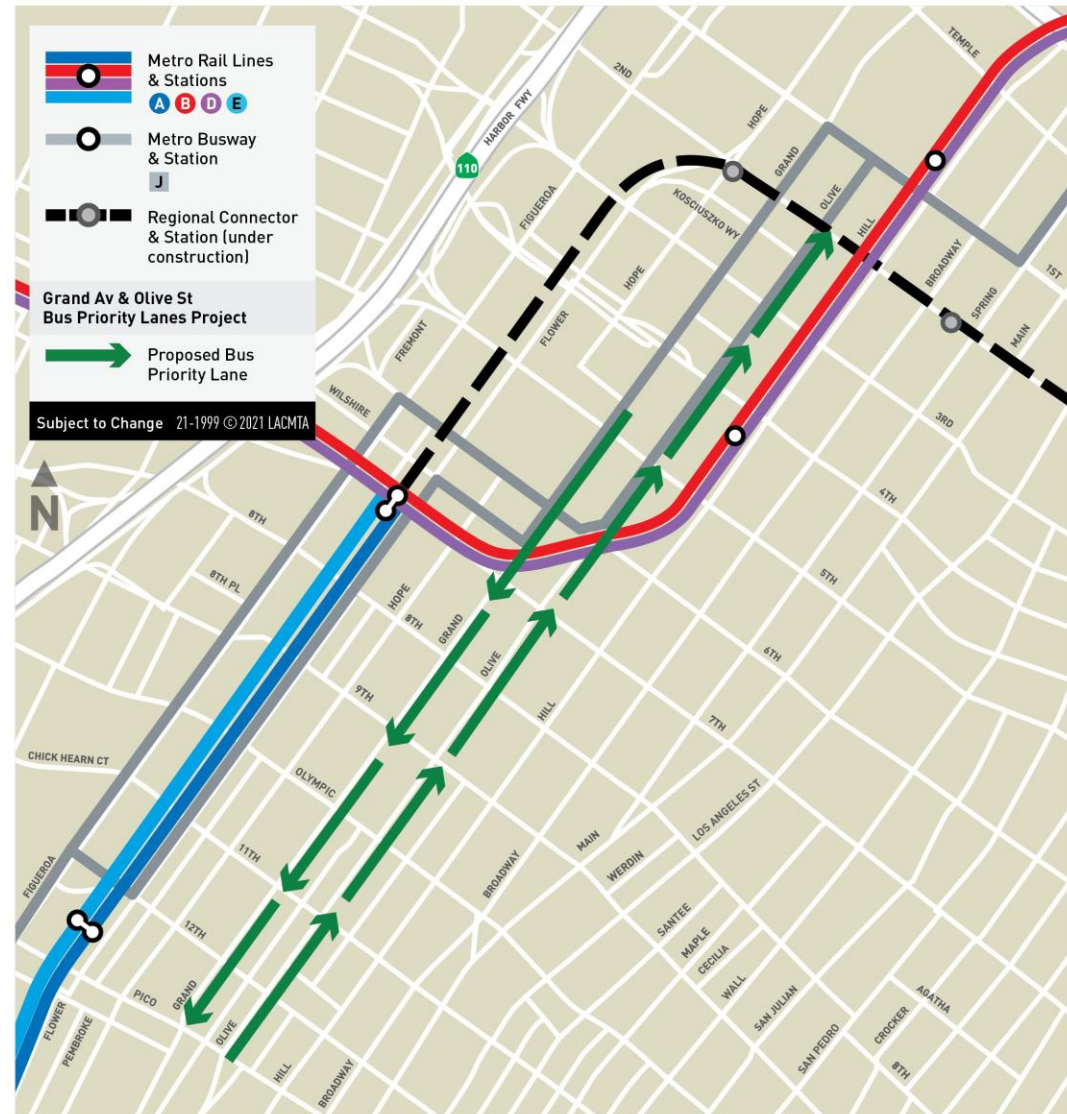 Metro Rail Lines
& Stations
A B D E
Metro Busway
& Station
J
Regional Connector
& Station (under
construction)
Grand Av & Olive St
Bus Priority Lanes Project
Proposed Bus
Priority Lane
Subject to Change 21-1999 © 2021 LACMTA
N
HARBOR FWY
110
TEMPLE
2ND
HOPE
GRAND
FIGUEROA
KOSCIUSZKO WY
OLIVE
HILL
HOPE
BROADWAY
1ST
SPRING
FLOWER
MAIN
FREMONT
WILSHIRE
3RD
4TH
8TH
5TH
8TH PL
HOPE
8TH
GRAND
OLIVE
6TH
9TH
HILL
7TH
CHICK HEARN CT
OLYMPIC
LOS ANGELES ST
MAIN
11TH
BROADWAY
WERDIN
FIGUEROA
SANTEE
12TH
MAPLE
CECILIA
WALL
PICO
GRAND
SAN JULIAN
AGATHA
FLOWER
OLIVE
CROCKER
PEMBROKE
SAN PEDRO
HILL
BROADWAY
8TH